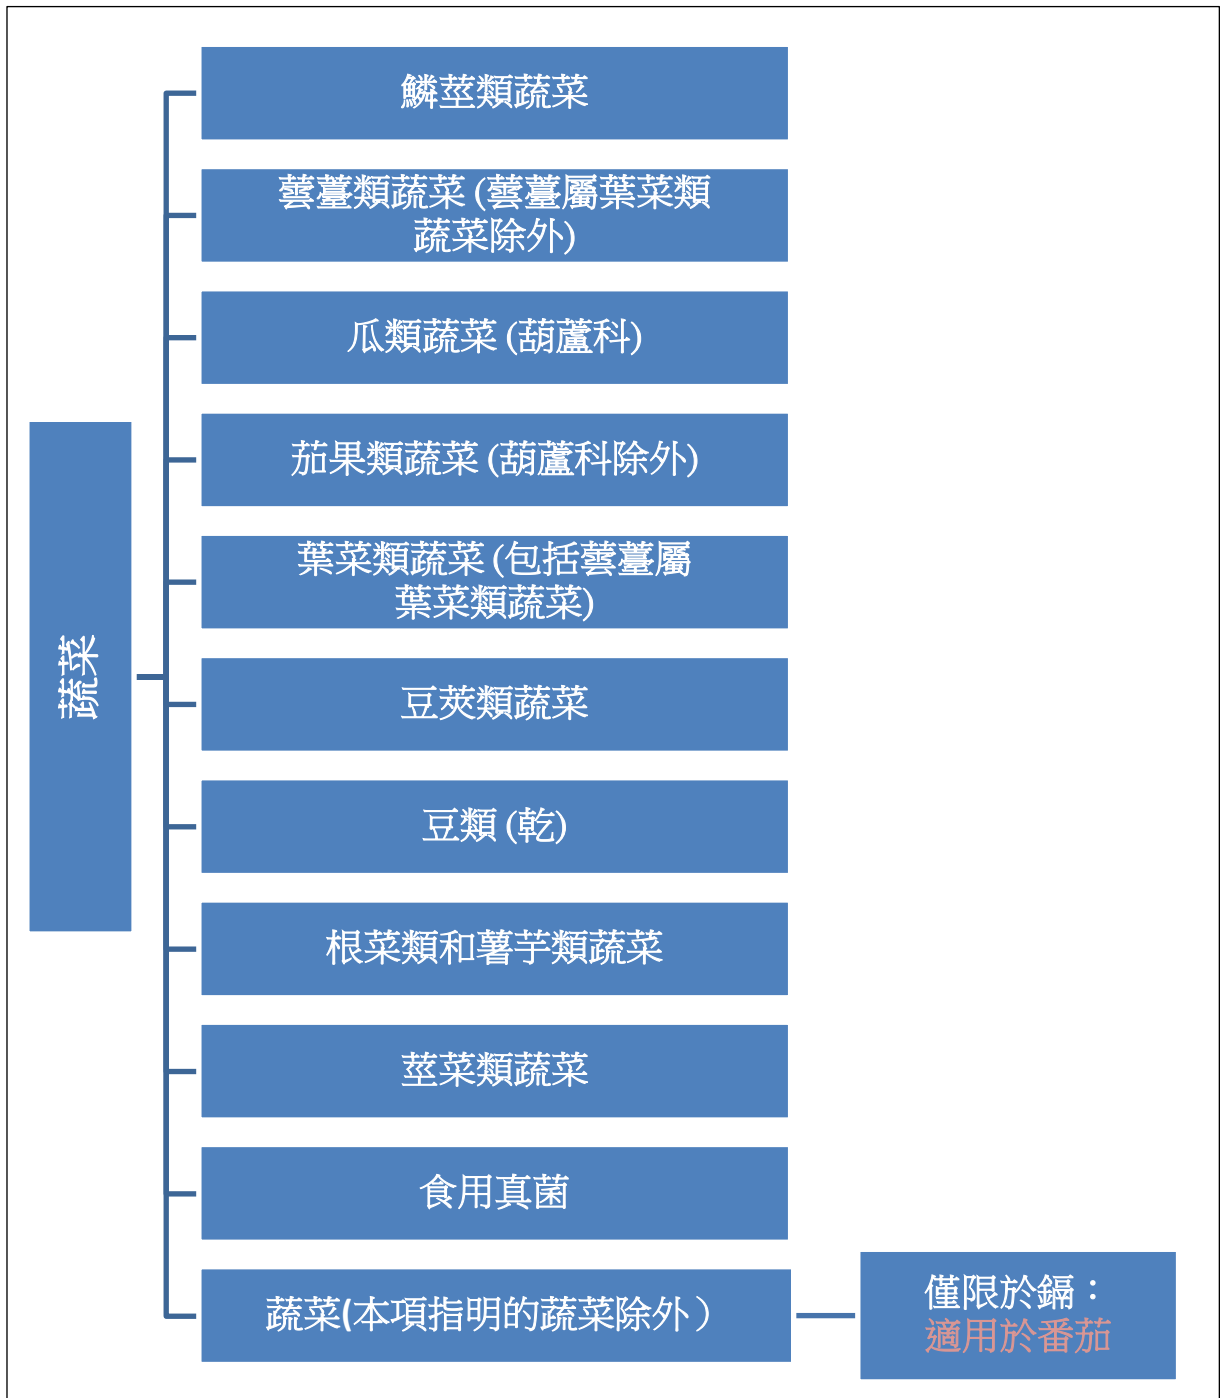 蔬菜
鱗莖類蔬菜
蕓薹類蔬菜 (蕓薹屬葉菜類
蔬菜除外)
瓜類蔬菜 (葫蘆科)
茄果類蔬菜 (葫蘆科除外)
葉菜類蔬菜 (包括蕓薹屬
葉菜類蔬菜)
豆莢類蔬菜
豆類 (乾)
根菜類和薯芋類蔬菜
莖菜類蔬菜
食用真菌
蔬菜(本項指明的蔬菜除外）
僅限於鎘：
適用於番茄